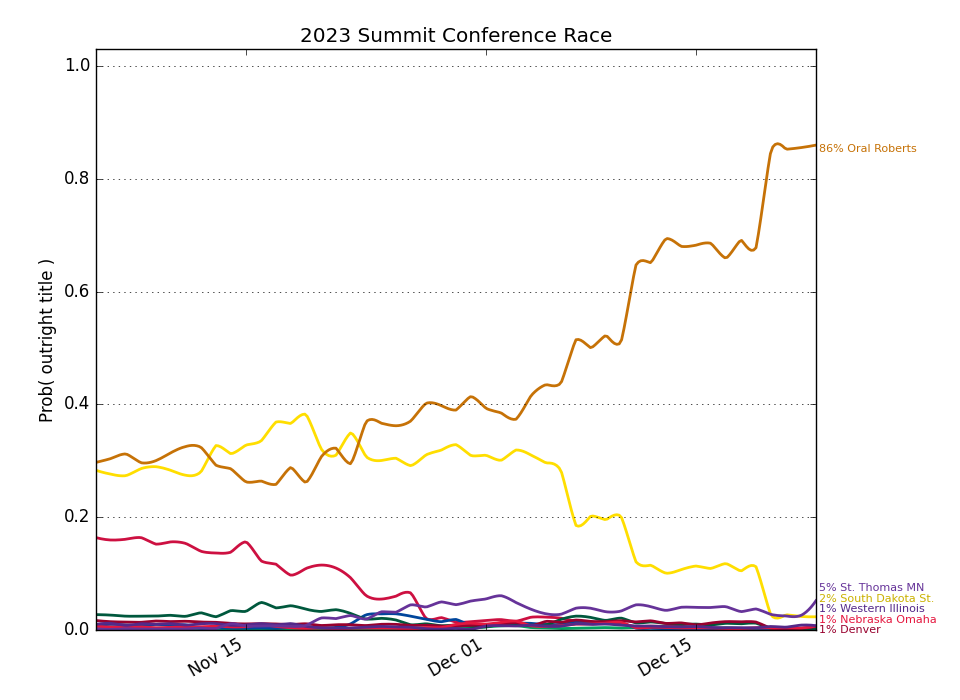 2023 Summit Conference Race
Prob( outright title )
1.0
0.8
0.6
0.4
0.2
0.0
Nov 15
Dec 01
Dec 15
86% Oral Roberts
5% St. Thomas MN
2% South Dakota St.
1% Western Illinois
1% Nebraska Omaha
1% Denver